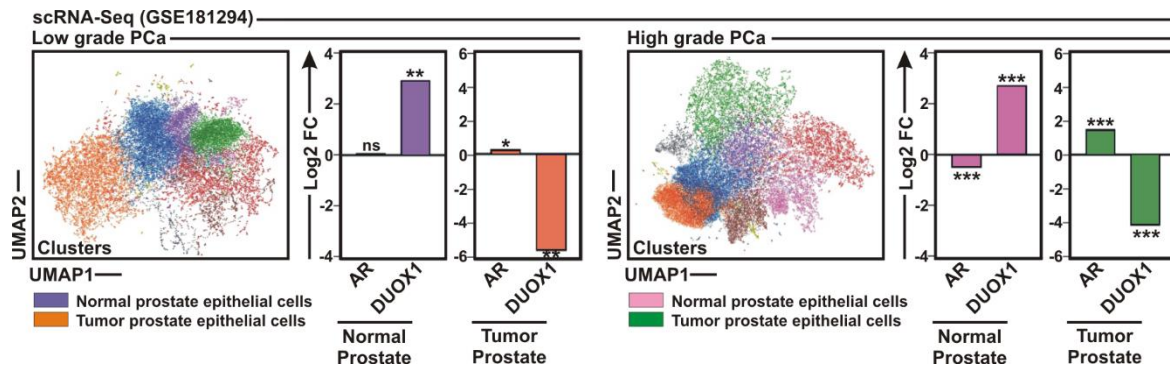 scRNA-Seq (GSE181294)
Low grade PCa
UMAP2
Clusters
UMAP1
Log2 FC
4
2
0
-2
-4
ns
**
AR
DUOX1
Normal
Prostate
6
4
2
0
-2
-4
-6
*
**
AR
DUOX1
Tumor
Prostate
Normal prostate epithelial cells
Tumor prostate epithelial cells
High grade PCa
UMAP2
Clusters
UMAP1
Log2 FC
4
2
0
-2
-4
***
***
AR
DUOX1
Normal
Prostate
6
4
2
0
-2
-4
-6
***
***
AR
DUOX1
Tumor
Prostate
Normal prostate epithelial cells
Tumor prostate epithelial cells